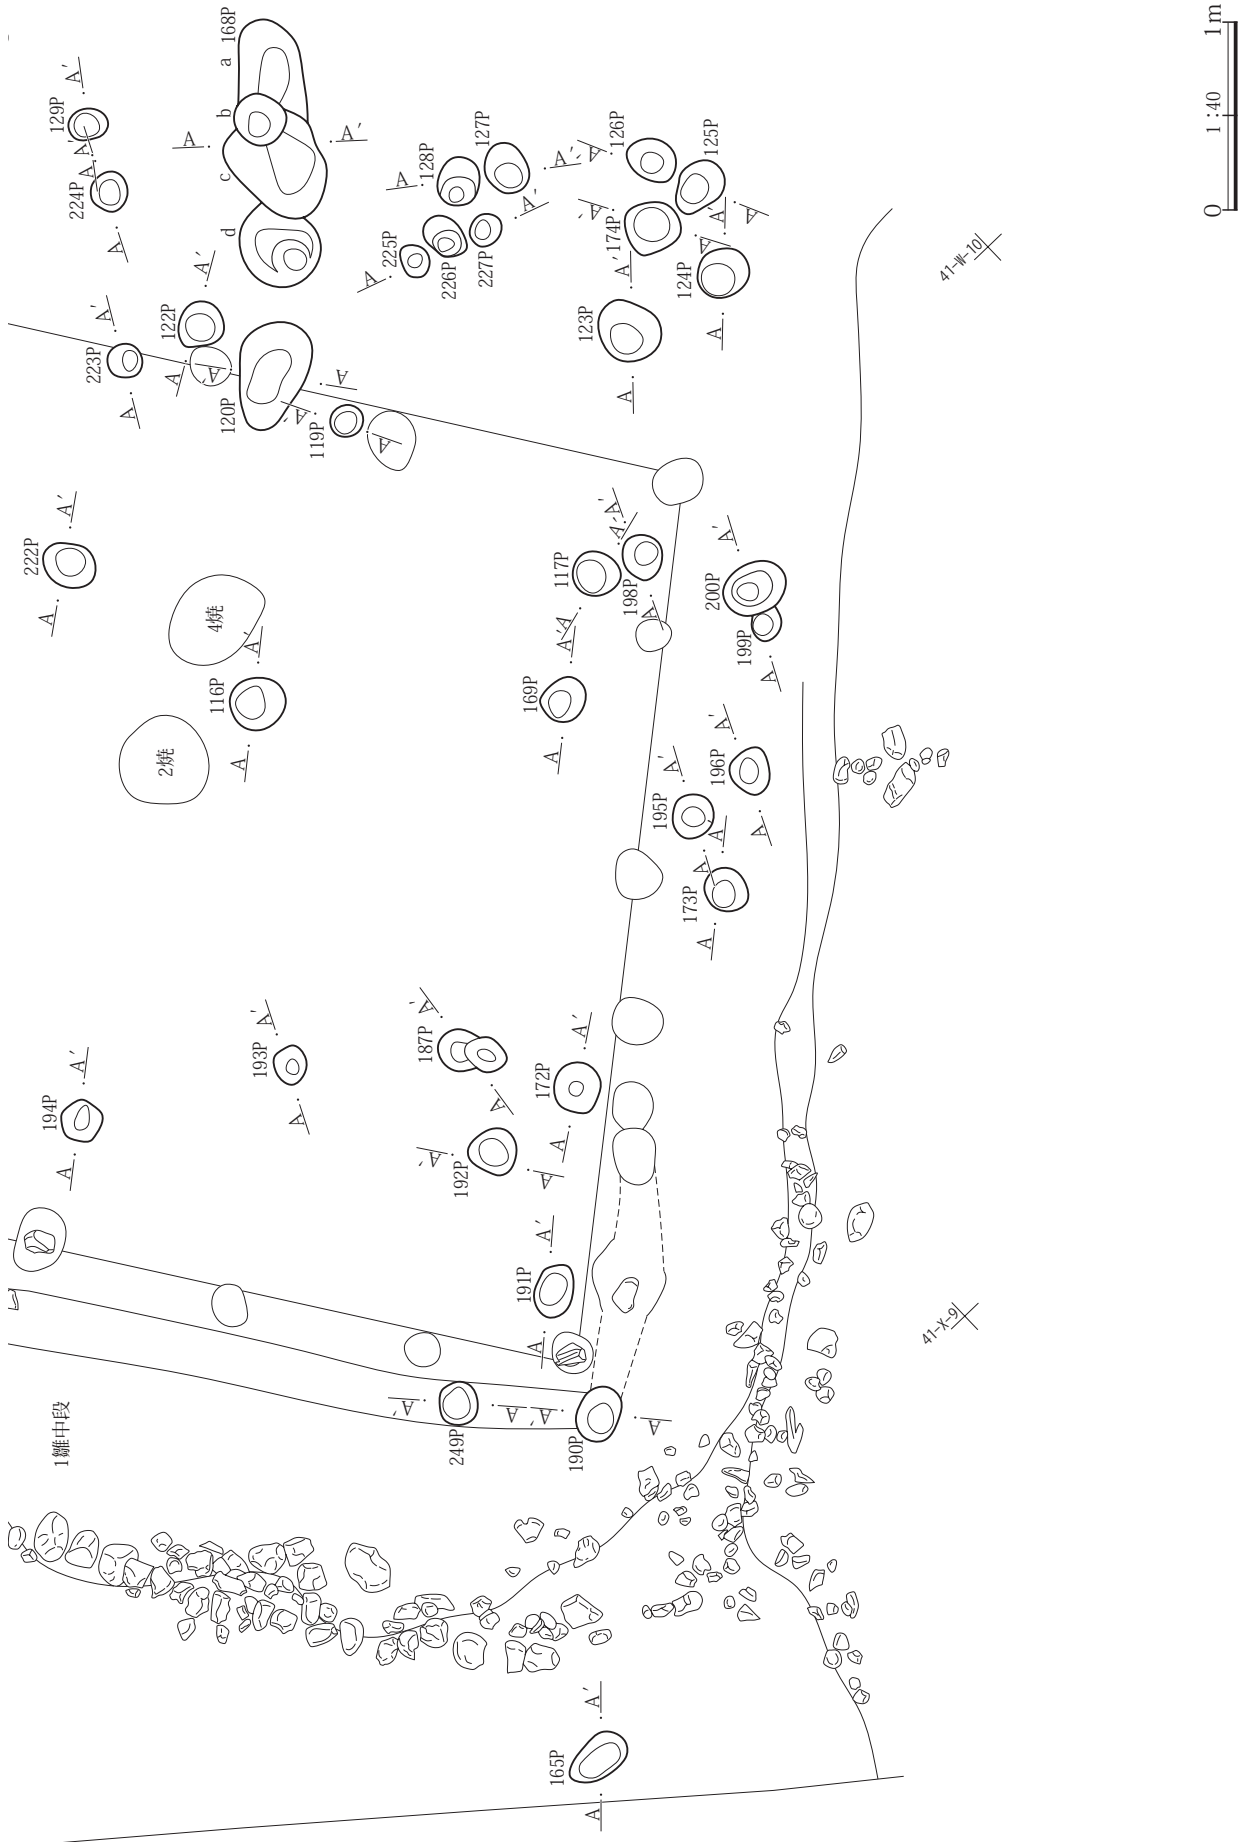 168P
a
b
c
d
A
A′
129P
A′
A′
A
224P
A
128P
127P
A
A′
126P
A
125P
A
225P
A
226P
227P
A′
174P
A′
A
A′
A′
A
124P
A
123P
A
122P
A′
A
223P
A′
A
A′
120P
A
A′
119P
A
222P
A′
A
4焼
116P
A′
A
2焼
117P
A′
A
198P
A′
A
169P
A′
A
200P
A′
199P
A
196P
A′
A
195P
A′
A
173P
A′
A
194P
A′
A
193P
A′
A
187P
A′
A
172P
A′
A
192P
A′
A
191P
A′
A
249P
A′
A
190P
A′
A
165P
A′
A
1雛中段
41-W-10
41-X-9
0 1:40 1m